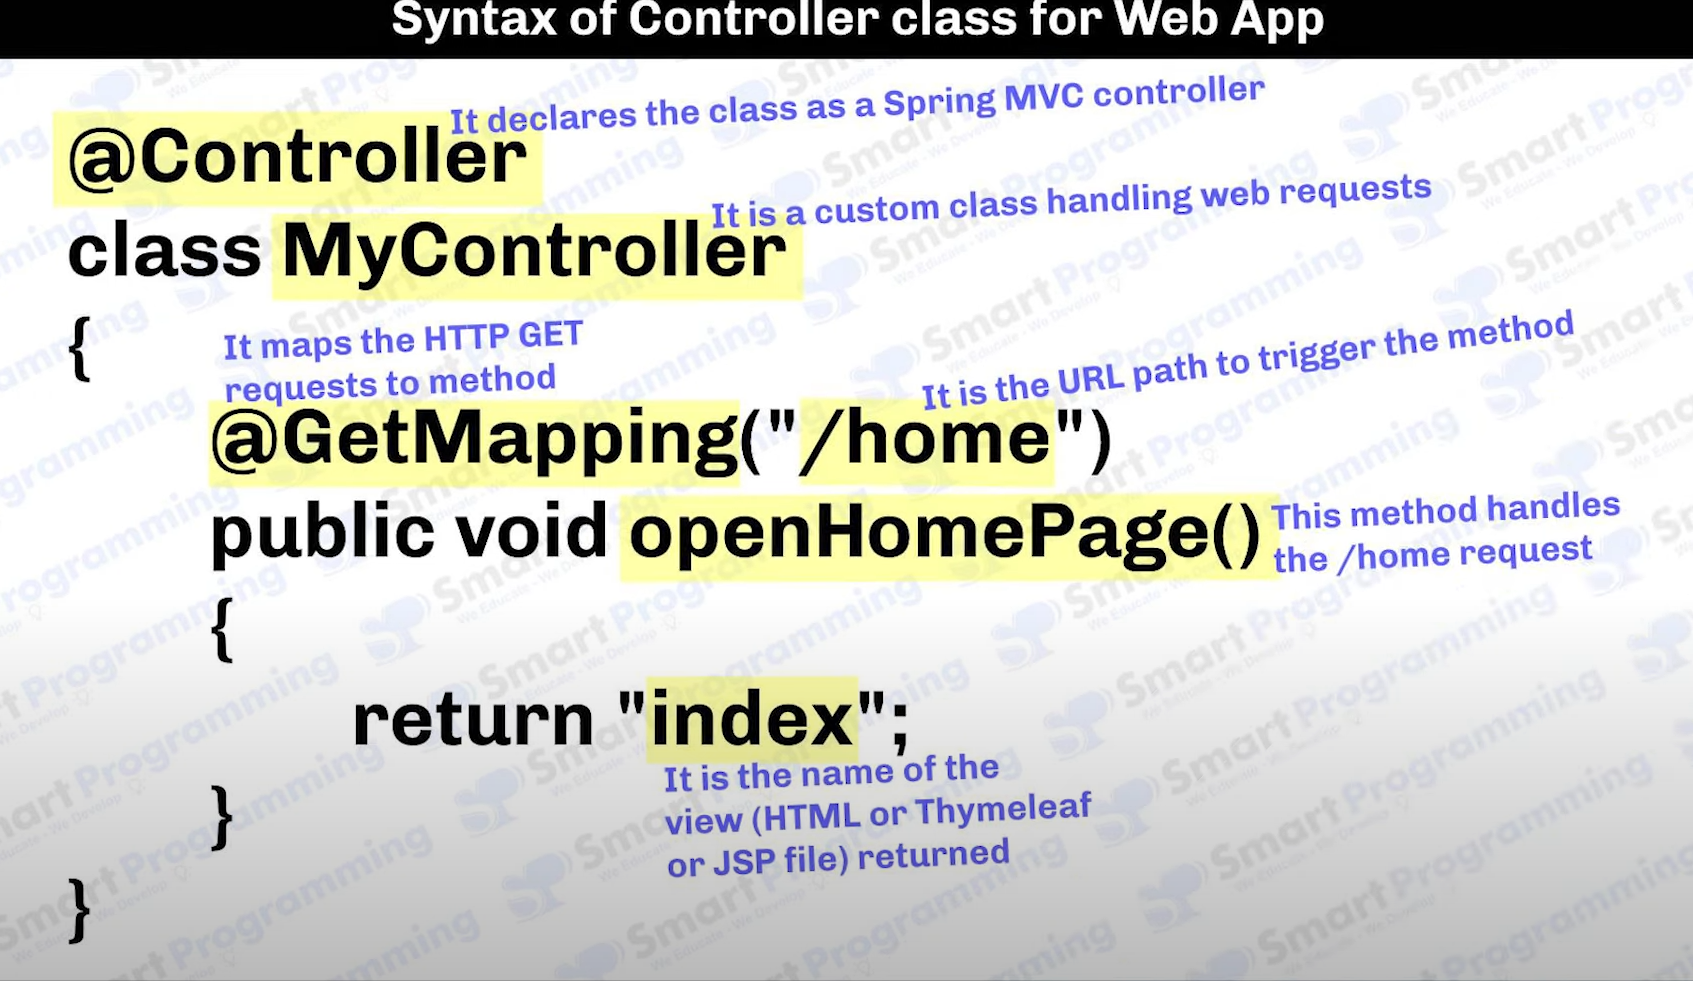 Syntax of Controller class for Web App
It declares the class as a Spring MVC controller
@Controller
It is a custom class handling web requests
class MyController
{
It maps the HTTP GET
requests to method
It is the URL path to trigger the method
@GetMapping("/home")
public void openHomePage()
This method handles
the /home request
{
return "index";
It is the name of the
view (HTML or Thymeleaf
or JSP file) returned
}
}